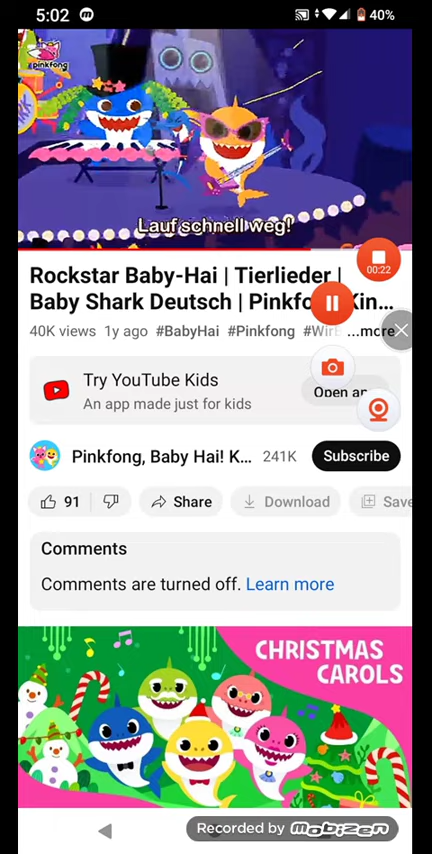 5:02
40%
pinkfong
Lauf schnell weg!
00:22
Rockstar Baby-Hai | Tierlieder |
Baby Shark Deutsch | Pinkfo
in...
40K views 1y ago #BabyHai #Pinkfong ...more
Try YouTube Kids
An app made just for kids
Open
Pinkfong, Baby Hai! K... 241K Subscribe
91 Share Download Save
Comments
Comments are turned off. Learn more
CHRISTMAS
CAROLS
Recorded by mobizen